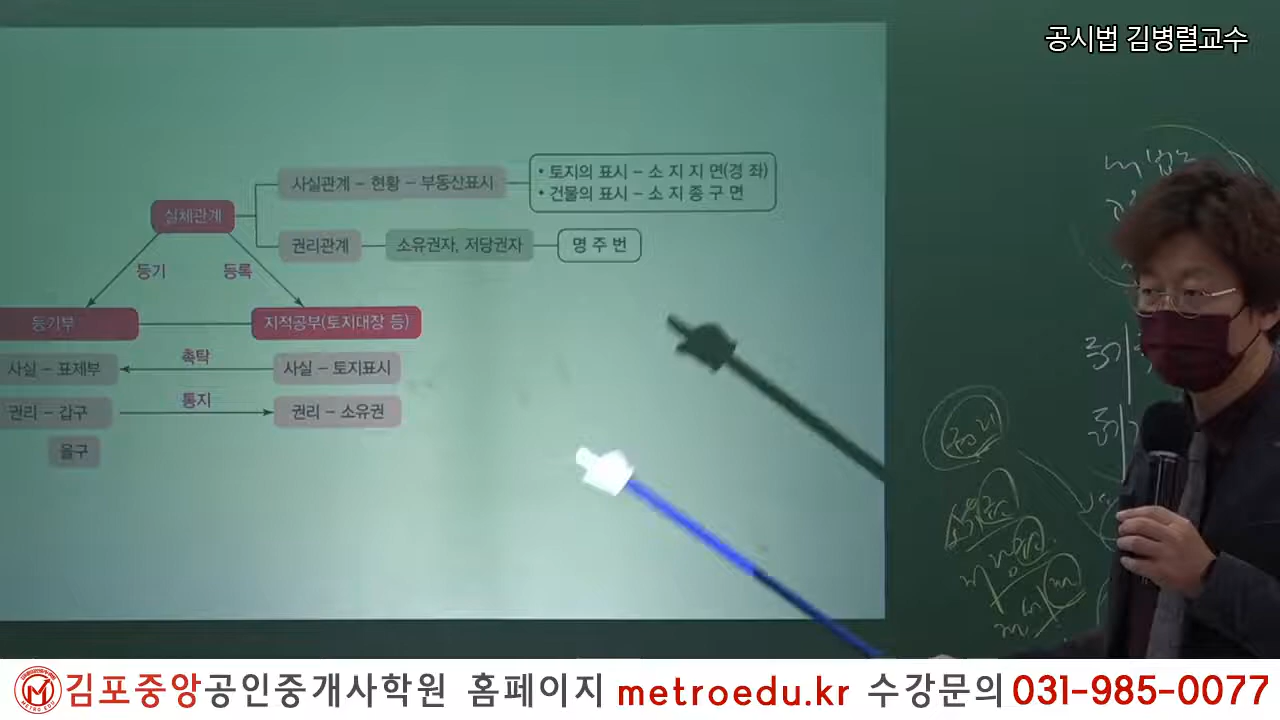 공시법 김병렬교수
사실관계 – 현황 – 부동산표시
• 토지의 표시 – 소 지 지 면(경 좌)
• 건물의 표시 – 소 지 종 구 면
실체관계
권리관계
소유권자, 저당권자
명 주 번
등기
등록
등기부
지적공부(토지대장 등)
사실 – 표제부
촉탁
사실 – 토지표시
권리 – 갑구
통지
권리 – 소유권
을구
김포중앙공인중개사학원 홈페이지 metroedu.kr 수강문의 031-985-0077
METRO EDU